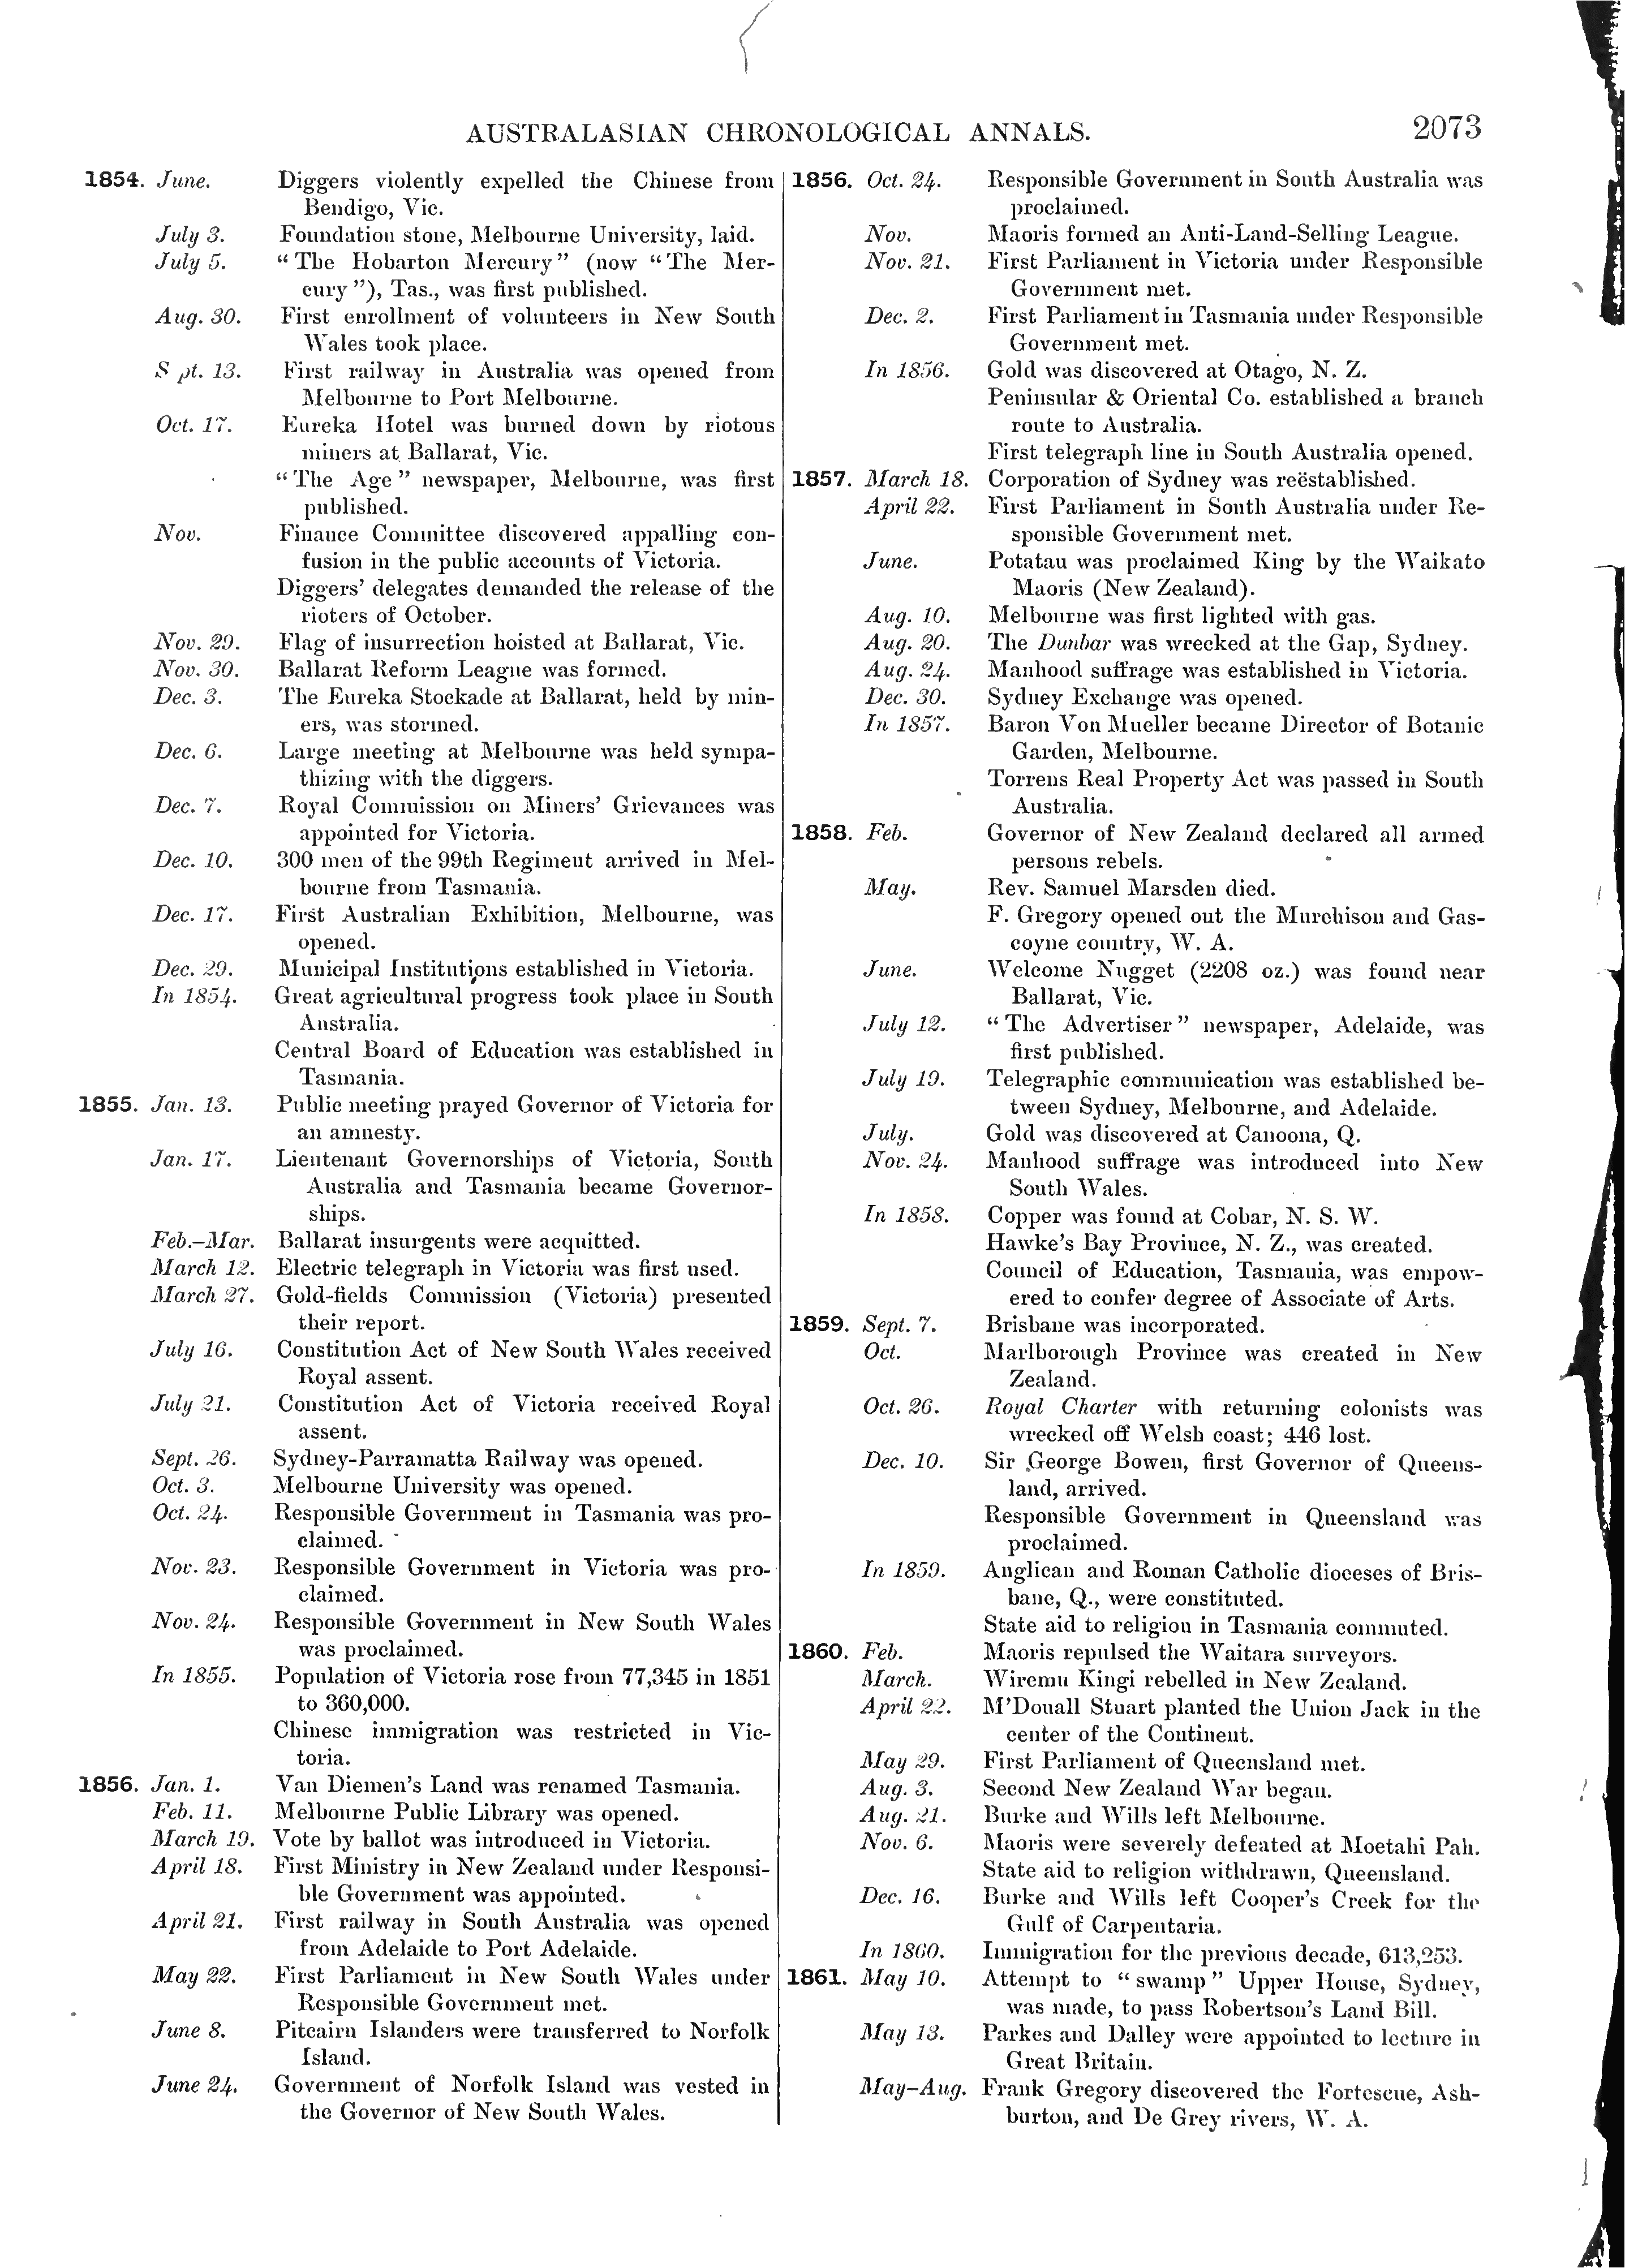 AUSTRALASIAN CHRONOLOGICAL ANNALS. 2073
1854. June. Diggers violently expelled the Chinese from
Bendigo, Vic.
July 3. Foundation stone, Melbourne University, laid.
July 5. “The Hobarton Mercury” (now “The Mer-
cury”), Tas., was first published.
Aug. 30. First enrollment of volunteers in New South
Wales took place.
S pt. 13. First railway in Australia was opened from
Melbourne to Port Melbourne.
Oct. 17. Eureka Hotel was burned down by riotous
miners at Ballarat, Vic.
“The Age” newspaper, Melbourne, was first
published.
Nov. Finance Committee discovered appalling con-
fusion in the public accounts of Victoria.
Diggers’ delegates demanded the release of the
rioters of October.
Nov. 29. Flag of insurrection hoisted at Ballarat, Vic.
Nov. 30. Ballarat Reform League was formed.
Dec. 3. The Eureka Stockade at Ballarat, held by min-
ers, was stormed.
Dec. 6. Large meeting at Melbourne was held sympa-
thizing with the diggers.
Dec. 7. Royal Commission on Miners’ Grievances was
appointed for Victoria.
Dec. 10. 300 men of the 99th Regiment arrived in Mel-
bourne from Tasmania.
Dec. 17. First Australian Exhibition, Melbourne, was
opened.
Dec. 29. Municipal Institutions established in Victoria.
In 1854. Great agricultural progress took place in South
Australia.
Central Board of Education was established in
Tasmania.
1855. Jan. 13. Public meeting prayed Governor of Victoria for
an amnesty.
Jan. 17. Lieutenant Governorships of Victoria, South
Australia and Tasmania became Governor-
ships.
Feb.–Mar. Ballarat insurgents were acquitted.
March 12. Electric telegraph in Victoria was first used.
March 27. Gold-fields Commission (Victoria) presented
their report.
July 16. Constitution Act of New South Wales received
Royal assent.
July 21. Constitution Act of Victoria received Royal
assent.
Sept. 26. Sydney-Parramatta Railway was opened.
Oct. 3. Melbourne University was opened.
Oct. 24. Responsible Government in Tasmania was pro-
claimed.
Nov. 23. Responsible Government in Victoria was pro-
claimed.
Nov. 24. Responsible Government in New South Wales
was proclaimed.
In 1855. Population of Victoria rose from 77,345 in 1851
to 360,000.
Chinese immigration was restricted in Vic-
toria.
1856. Jan. 1. Van Diemen’s Land was renamed Tasmania.
Feb. 11. Melbourne Public Library was opened.
March 19. Vote by ballot was introduced in Victoria.
April 18. First Ministry in New Zealand under Responsi-
ble Government was appointed.
April 21. First railway in South Australia was opened
from Adelaide to Port Adelaide.
May 22. First Parliament in New South Wales under
Responsible Government met.
June 8. Pitcairn Islanders were transferred to Norfolk
Island.
June 24. Government of Norfolk Island was vested in
the Governor of New South Wales.
1856. Oct. 24. Responsible Government in South Australia was
proclaimed.
Nov. Maoris formed an Anti-Land-Selling League.
Nov. 21. First Parliament in Victoria under Responsible
Government met.
Dec. 2. First Parliament in Tasmania under Responsible
Government met.
In 1856. Gold was discovered at Otago, N. Z.
Peninsular & Oriental Co. established a branch
route to Australia.
First telegraph line in South Australia opened.
1857. March 18. Corporation of Sydney was reëstablished.
April 22. First Parliament in South Australia under Re-
sponsible Government met.
June. Potatau was proclaimed King by the Waikato
Maoris (New Zealand).
Aug. 10. Melbourne was first lighted with gas.
Aug. 20. The Dunbar was wrecked at the Gap, Sydney.
Aug. 24. Manhood suffrage was established in Victoria.
Dec. 30. Sydney Exchange was opened.
In 1857. Baron Von Mueller became Director of Botanic
Garden, Melbourne.
Torrens Real Property Act was passed in South
Australia.
1858. Feb. Governor of New Zealand declared all armed
persons rebels.
May. Rev. Samuel Marsden died.
F. Gregory opened out the Murchison and Gas-
coyne country, W. A.
June. Welcome Nugget (2208 oz.) was found near
Ballarat, Vic.
July 12. “The Advertiser” newspaper, Adelaide, was
first published.
July 19. Telegraphic communication was established be-
tween Sydney, Melbourne, and Adelaide.
July. Gold was discovered at Canoona, Q.
Nov. 24. Manhood suffrage was introduced into New
South Wales.
In 1858. Copper was found at Cobar, N. S. W.
Hawke’s Bay Province, N. Z., was created.
Council of Education, Tasmania, was empow-
ered to confer degree of Associate of Arts.
1859. Sept. 7. Brisbane was incorporated.
Oct. Marlborough Province was created in New
Zealand.
Oct. 26. Royal Charter with returning colonists was
wrecked off Welsh coast; 446 lost.
Dec. 10. Sir George Bowen, first Governor of Queens-
land, arrived.
Responsible Government in Queensland was
proclaimed.
In 1859. Anglican and Roman Catholic dioceses of Bris-
bane, Q., were constituted.
State aid to religion in Tasmania commuted.
1860. Feb. Maoris repulsed the Waitara surveyors.
March. Wiremu Kingi rebelled in New Zealand.
April 22. M’Douall Stuart planted the Union Jack in the
center of the Continent.
May 29. First Parliament of Queensland met.
Aug. 3. Second New Zealand War began.
Aug. 21. Burke and Wills left Melbourne.
Nov. 6. Maoris were severely defeated at Moetahi Pah.
State aid to religion withdrawn, Queensland.
Dec. 16. Burke and Wills left Cooper’s Creek for the
Gulf of Carpentaria.
In 1860. Immigration for the previous decade, 613,253.
1861. May 10. Attempt to “swamp” Upper House, Sydney,
was made, to pass Robertson’s Land Bill.
May 13. Parkes and Dalley were appointed to lecture in
Great Britain.
May–Aug. Frank Gregory discovered the Fortescue, Ash-
burton, and De Grey rivers, W. A.